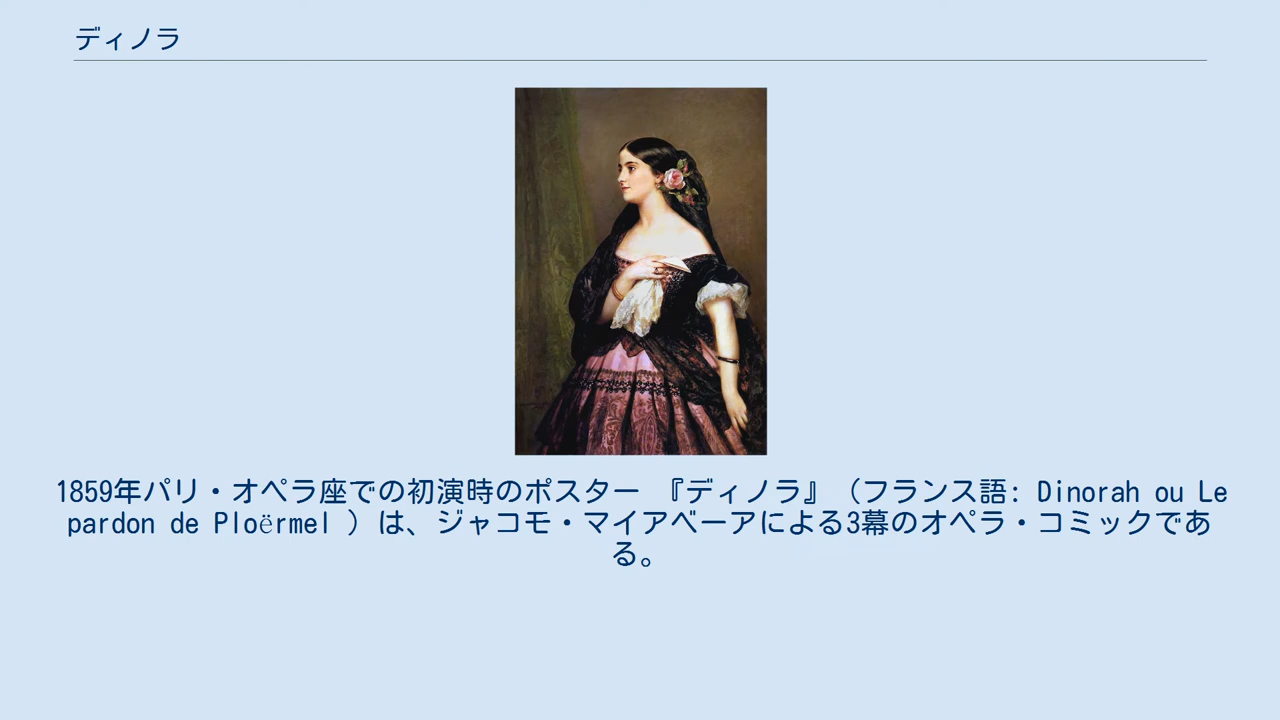 ディノラ
1859年パリ・オペラ座での初演時のポスター 『ディノラ』（フランス語: Dinorah ou Le
pardon de Ploërmel ）は、ジャコモ・マイアベーアによる3幕のオペラ・コミックであ
る。